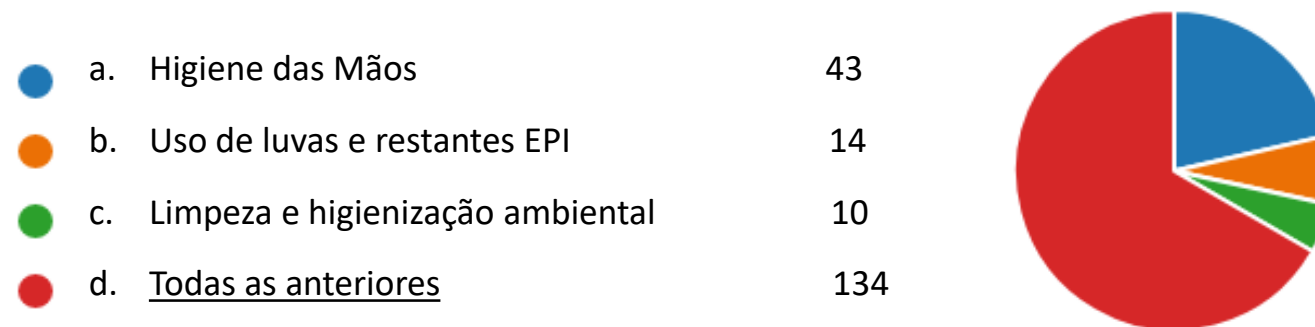 a. Higiene das Mãos 43
b. Uso de luvas e restantes EPI 14
c. Limpeza e higienização ambiental 10
d. Todas as anteriores 134